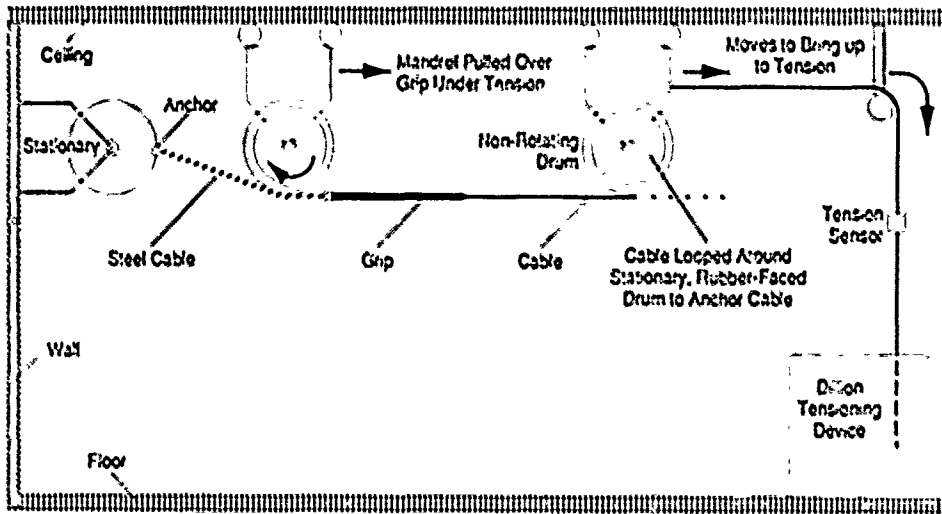 Ceiling
Mandrel Pulled Over
Grip Under Tension
Moves to Bring up
to Tension
Anchor
Stationary
Non-Rotating
Drum
Tension
Sensor
Steel Cable
Grip
Cable
Cable Looped Around
Stationary, Rubber-Faced
Drum to Anchor Cable
Wall
Dillon
Tensioning
Device
Floor